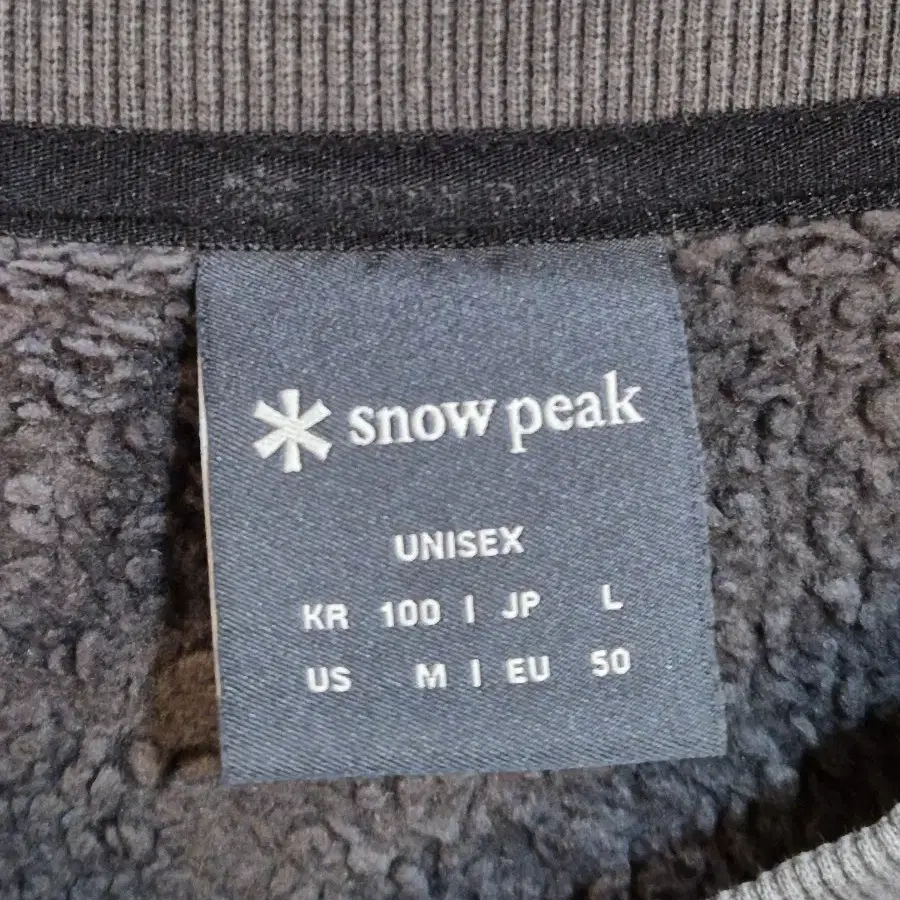 snow peak
UNISEX
KR 100 | JP L
US M | EU 50